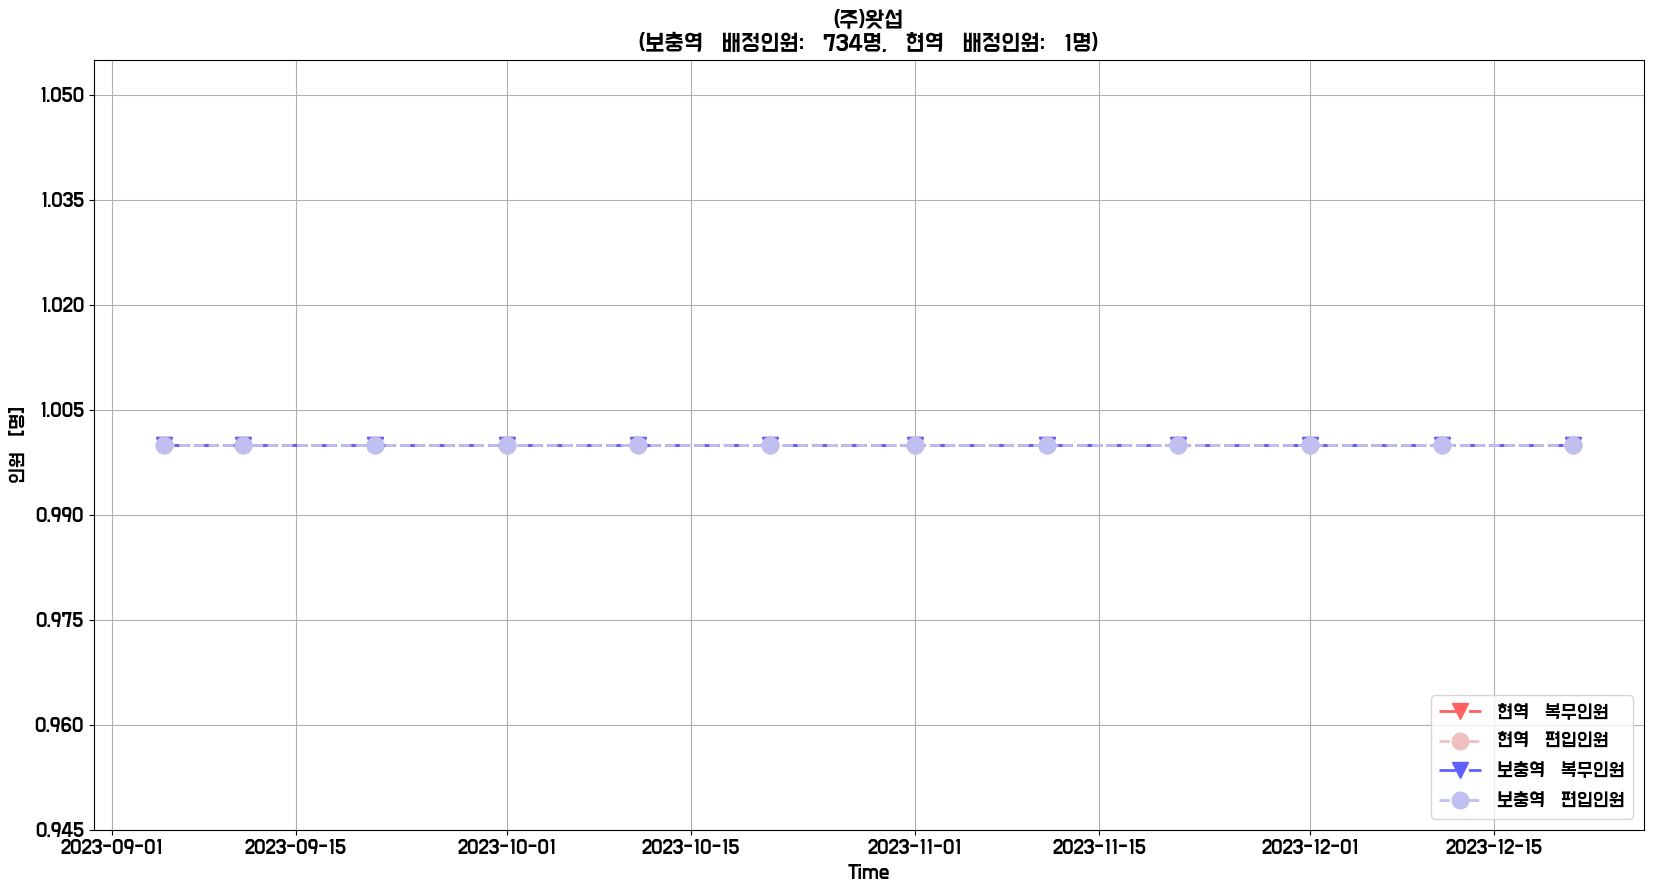 (주)왓섭
(보충역 배정인원: 734명, 현역 배정인원: 1명)
1.050
1.035
1.020
1.005
0.990
0.975
0.960
0.945
인원 [명]
현역 복무인원
현역 편입인원
보충역 복무인원
보충역 편입인원
2023-09-01 2023-09-15 2023-10-01 2023-10-15 2023-11-01 2023-11-15 2023-12-01 2023-12-15
Time